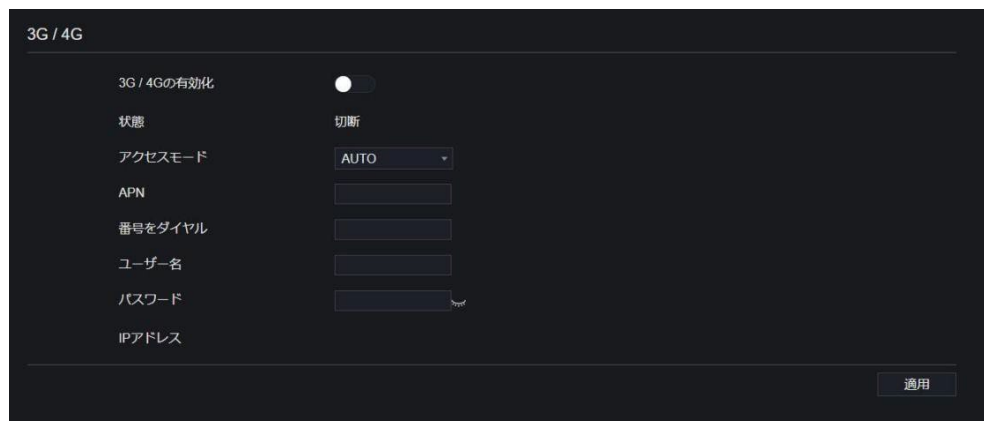 3G / 4G
3G / 4Gの有効化
状態 切断
アクセスモード AUTO
APN
番号をダイヤル
ユーザー名
パスワード
IPアドレス
適用